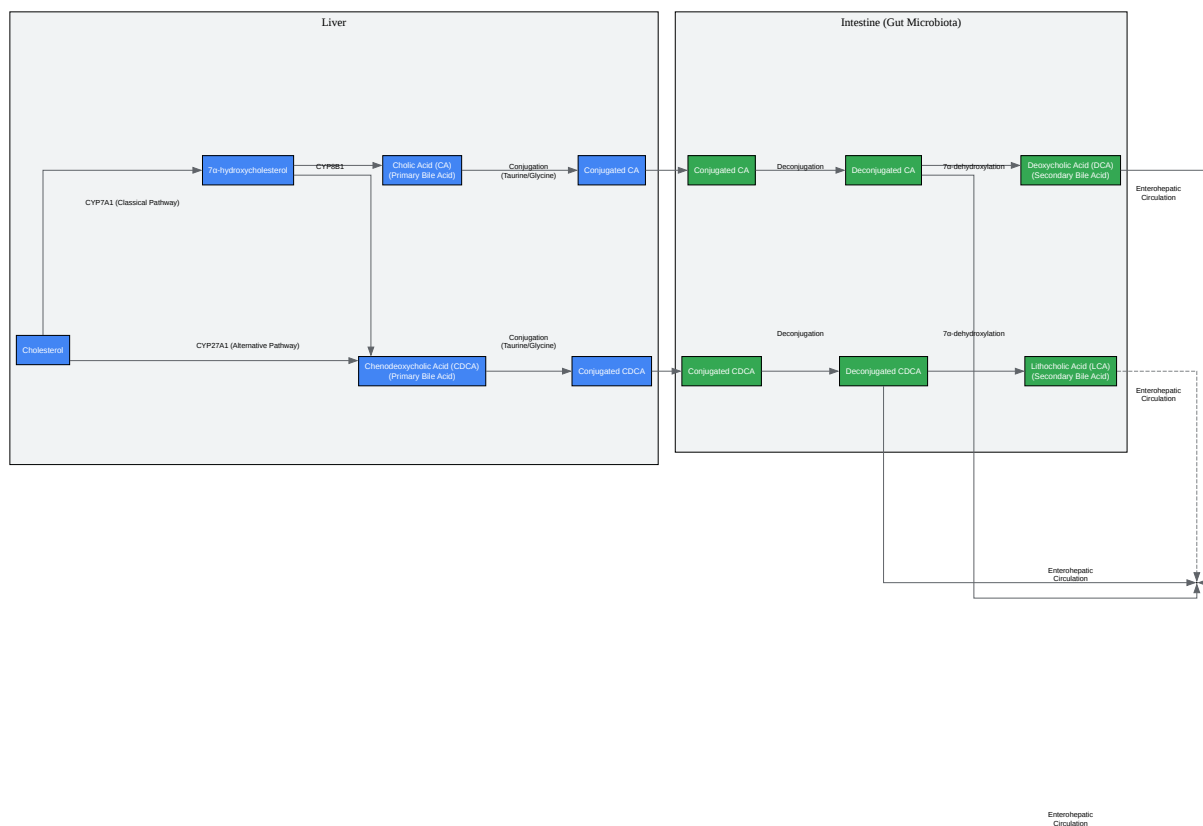 Liver
Intestine (Gut Microbiota)
7α-hydroxycholesterol
CYP8B1
Cholic Acid (CA)
(Primary Bile Acid)
Conjugation
(Taurine/Glycine)
Conjugated CA
Conjugated CA
Deconjugation
Deconjugated CA
7α-dehydroxylation
Deoxycholic Acid (DCA)
(Secondary Bile Acid)
Enterohepatic
Circulation
CYP7A1 (Classical Pathway)
Cholesterol
CYP27A1 (Alternative Pathway)
Chenodeoxycholic Acid (CDCA)
(Primary Bile Acid)
Conjugation
(Taurine/Glycine)
Conjugated CDCA
Conjugated CDCA
Deconjugation
Deconjugated CDCA
7α-dehydroxylation
Lithocholic Acid (LCA)
(Secondary Bile Acid)
Enterohepatic
Circulation
Enterohepatic
Circulation
Enterohepatic
Circulation